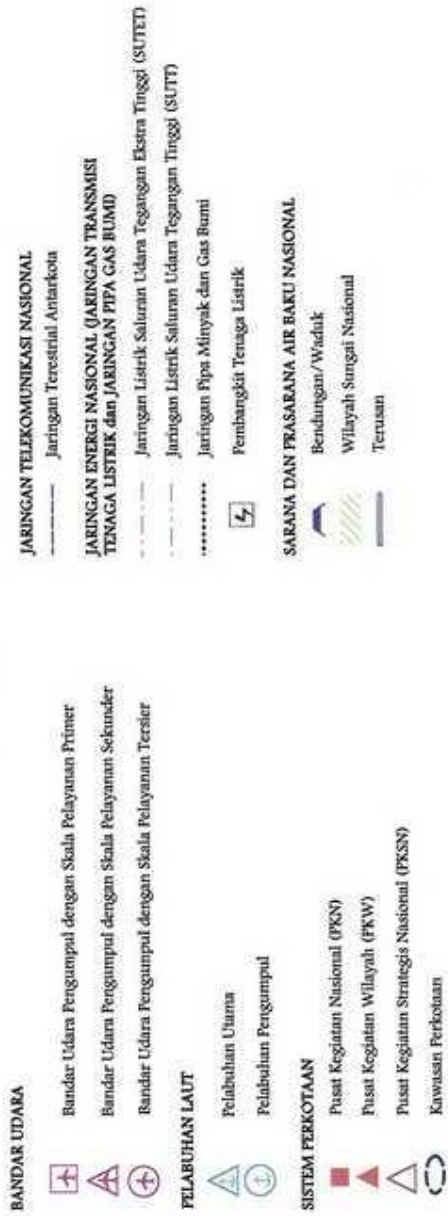 BANDAR UDARA
Bandar Udara Pengumpul dengan Skala Pelayanan Primer
Bandar Udara Pengumpul dengan Skala Pelayanan Sekunder
Bandar Udara Pengumpul dengan Skala Pelayanan Tersier
PELABUHAN LAUT
Pelabuhan Utama
Pelabuhan Pengumpul
SISTEM PERKOTAAN
Pusat Kegiatan Nasional (PKN)
Pusat Kegiatan Wilayah (PKW)
Pusat Kegiatan Strategis Nasional (PKSN)
Kawasan Perkotaan
JARINGAN TELEKOMUNIKASI NASIONAL
Jaringan Terestrial Antarkota
JARINGAN ENERGI NASIONAL (JARINGAN TRANSMISI
TENAGA LISTRIK dan JARINGAN PIPA GAS BUMI)
Jaringan Listrik Saluran Udara Tegangan Ekstra Tinggi (SUTET)
Jaringan Listrik Saluran Udara Tegangan Tinggi (SUTT)
Jaringan Pipa Minyak dan Gas Bumi
Pembangkit Tenaga Listrik
SARANA DAN PRASARANA AIR BAKU NASIONAL
Bendungan/Waduk
Wilayah Sungai Nasional
Terusan